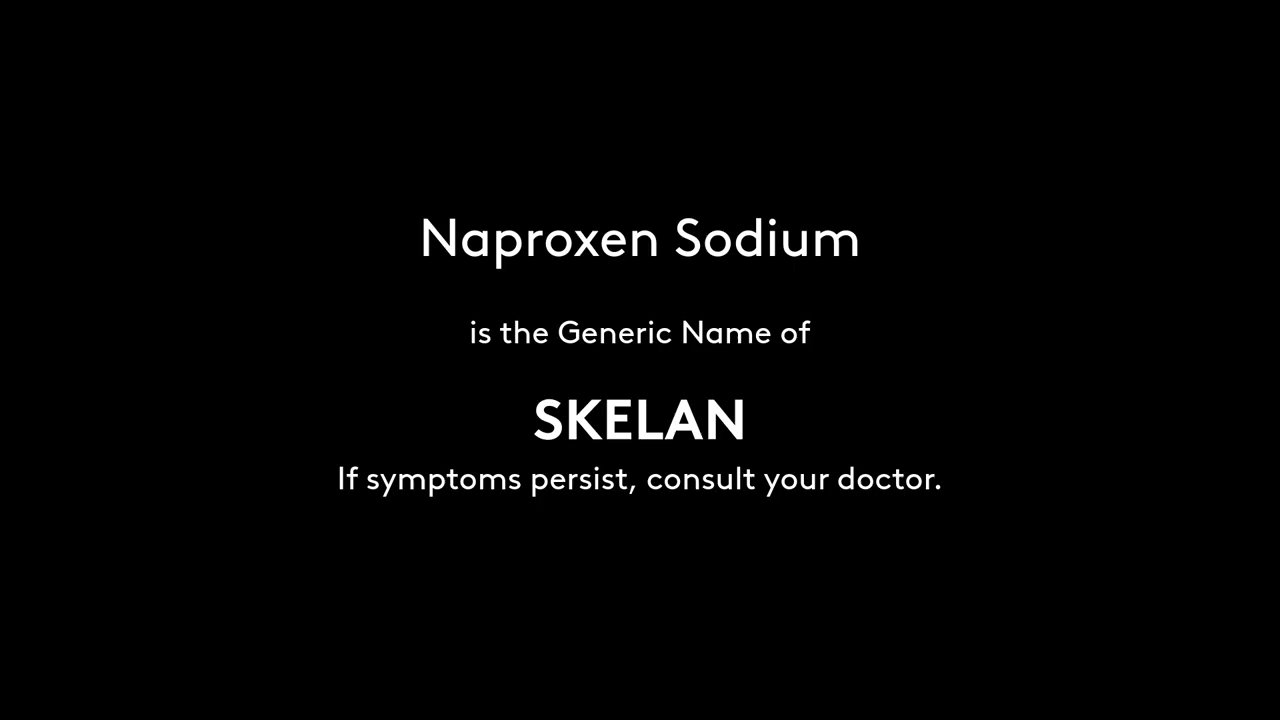 Naproxen Sodium
is the Generic Name of
SKELAN
If symptoms persist, consult your doctor.